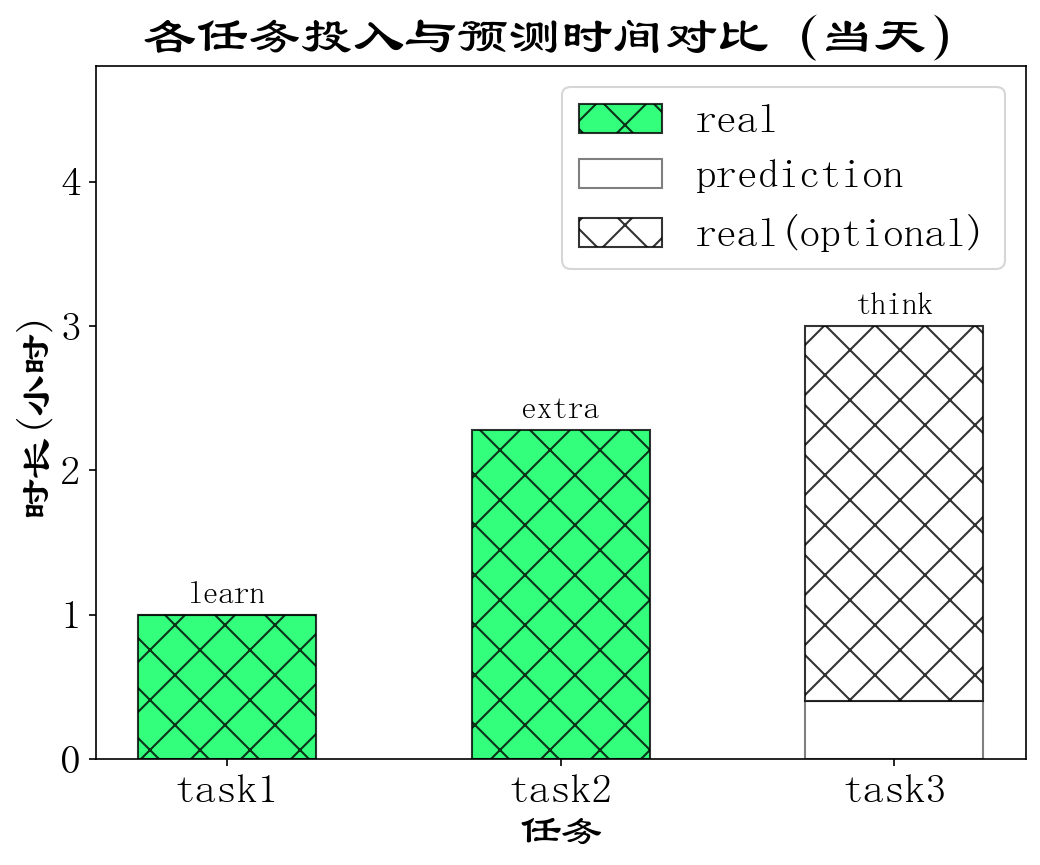 各任务投入与预测时间对比 (当天)
real
prediction
real(optional)
时长(小时)
4
3
2
1
0
learn
extra
think
task1
task2
task3
任务